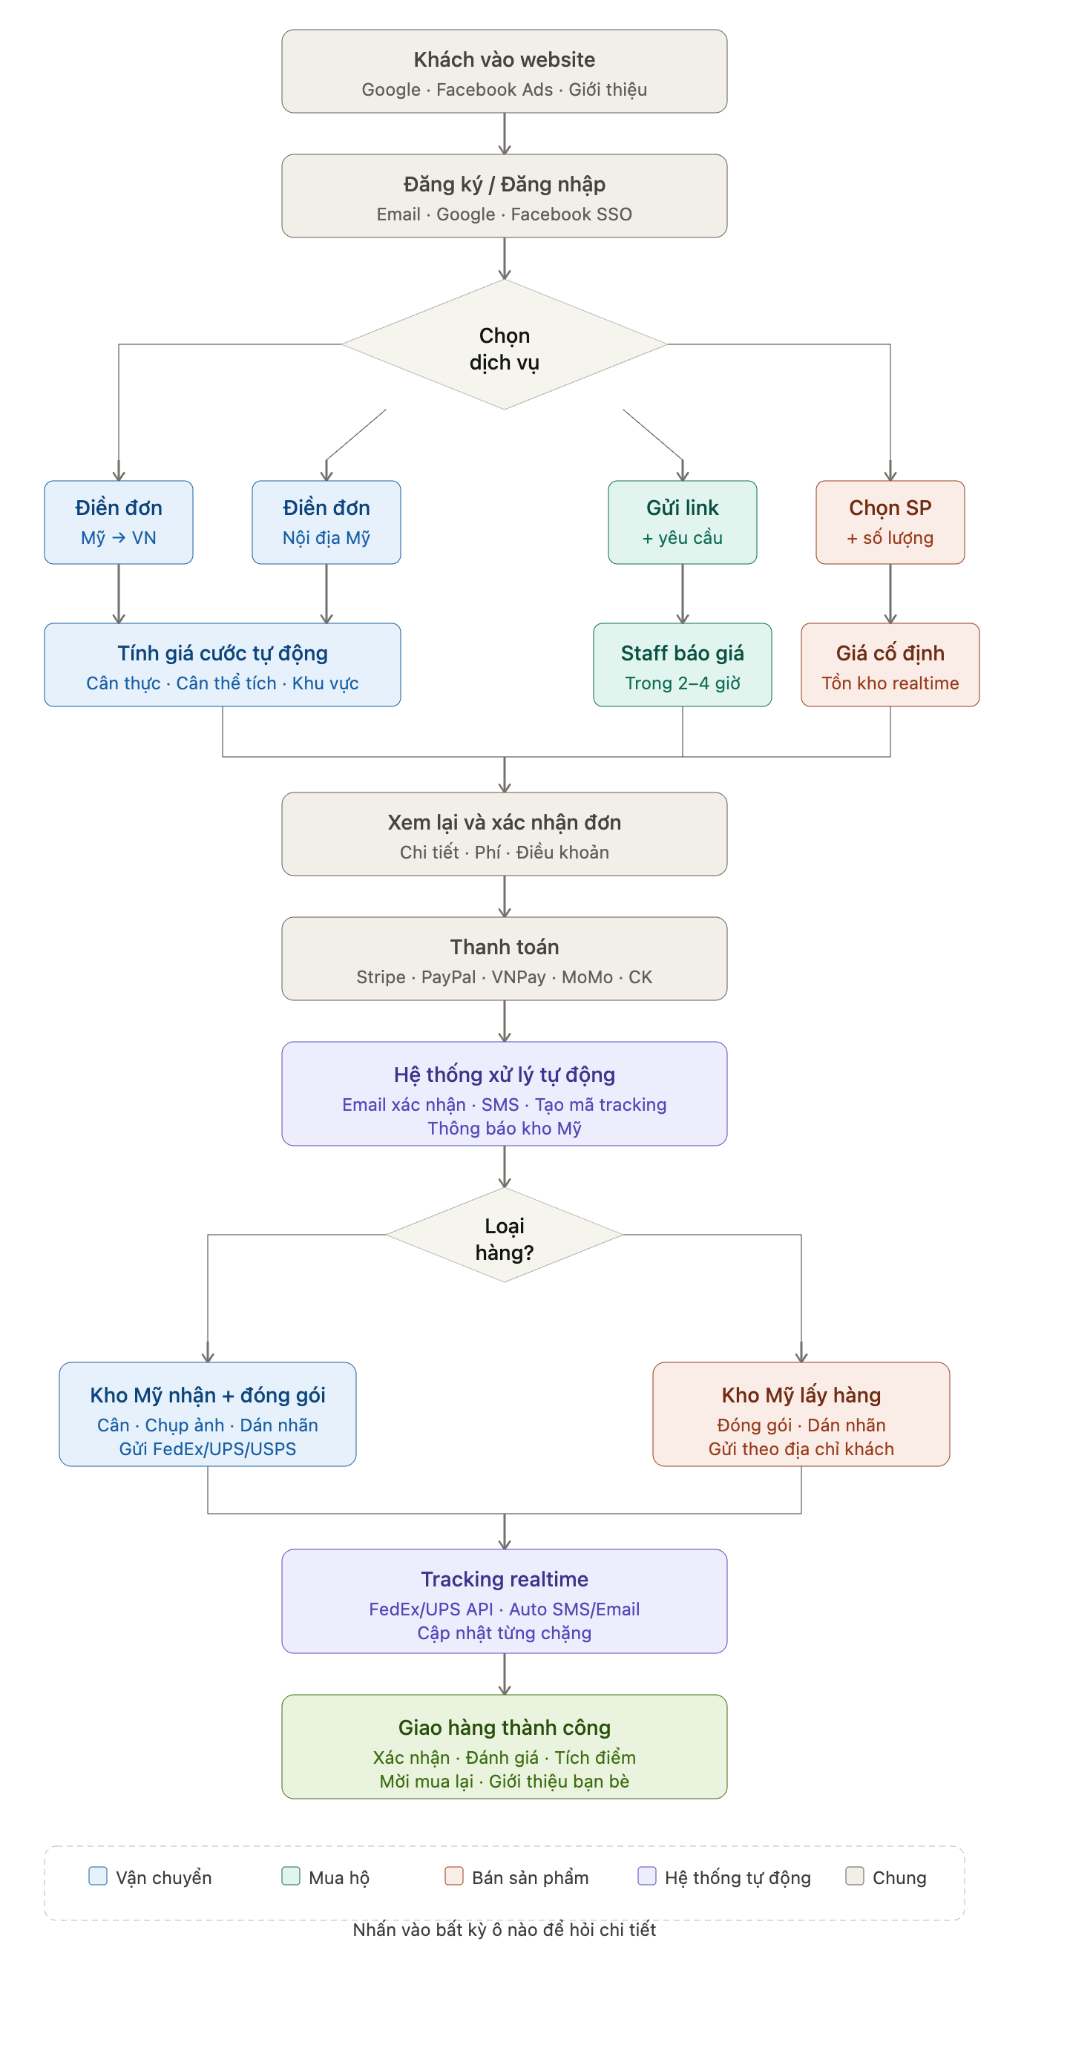 Khách vào website
Google · Facebook Ads · Giới thiệu
Đăng ký / Đăng nhập
Email · Google · Facebook SSO
Chọn
dịch vụ
Điền đơn
Mỹ → VN
Điền đơn
Nội địa Mỹ
Gửi link
+ yêu cầu
Chọn SP
+ số lượng
Tính giá cước tự động
Cân thực · Cân thể tích · Khu vực
Staff báo giá
Trong 2–4 giờ
Giá cố định
Tồn kho realtime
Xem lại và xác nhận đơn
Chi tiết · Phí · Điều khoản
Thanh toán
Stripe · PayPal · VNPay · MoMo · CK
Hệ thống xử lý tự động
Email xác nhận · SMS · Tạo mã tracking
Thông báo kho Mỹ
Loại
hàng?
Kho Mỹ nhận + đóng gói
Cân · Chụp ảnh · Dán nhãn
Gửi FedEx/UPS/USPS
Kho Mỹ lấy hàng
Đóng gói · Dán nhãn
Gửi theo địa chỉ khách
Tracking realtime
FedEx/UPS API · Auto SMS/Email
Cập nhật từng chặng
Giao hàng thành công
Xác nhận · Đánh giá · Tích điểm
Mời mua lại · Giới thiệu bạn bè
Vận chuyển
Mua hộ
Bán sản phẩm
Hệ thống tự động
Chung
Nhấn vào bất kỳ ô nào để hỏi chi tiết